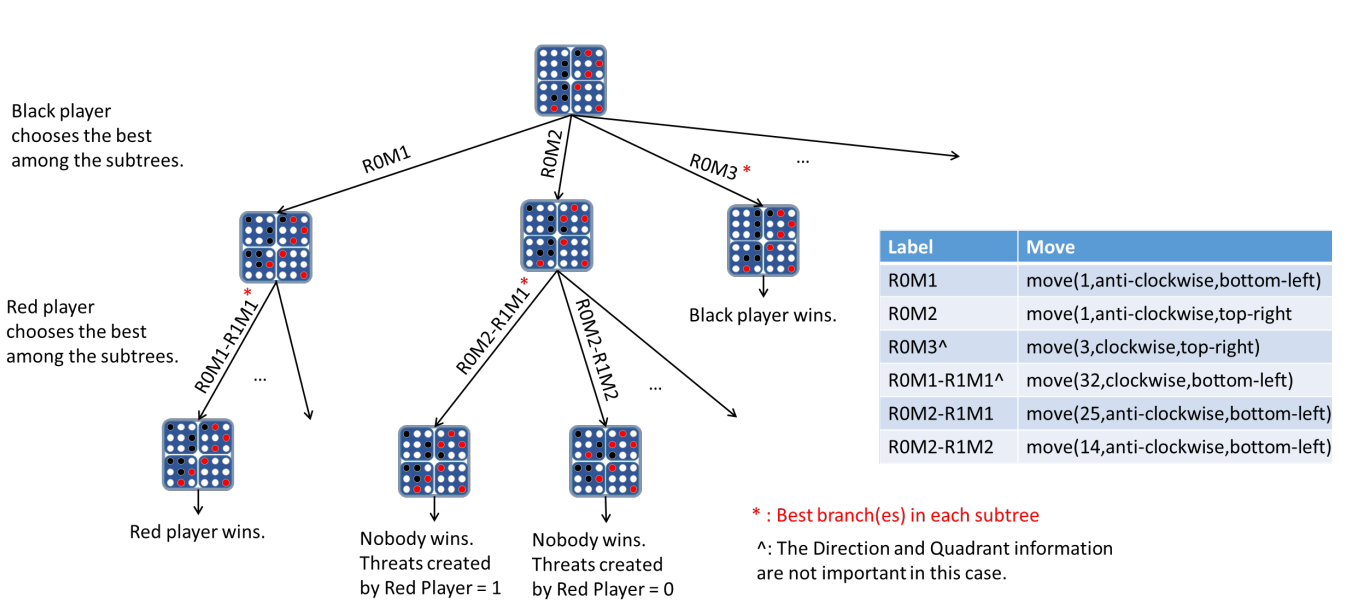 Black player
chooses the best
among the subtrees.
R0M1
R0M2
R0M3 *
...
Red player
chooses the best
among the subtrees.
R0M1-R1M1 *
...
R0M2-R1M1 *
R0M2-R1M2
...
Black player wins.
Red player wins.
Nobody wins.
Threats created
by Red Player = 1
Nobody wins.
Threats created
by Red Player = 0
Label Move
R0M1 move(1,anti-clockwise,bottom-left)
R0M2 move(1,anti-clockwise,top-right
R0M3^ move(3,clockwise,top-right)
R0M1-R1M1^ move(32,clockwise,bottom-left)
R0M2-R1M1 move(25,anti-clockwise,bottom-left)
R0M2-R1M2 move(14,anti-clockwise,bottom-left)
* : Best branch(es) in each subtree
^: The Direction and Quadrant information
are not important in this case.